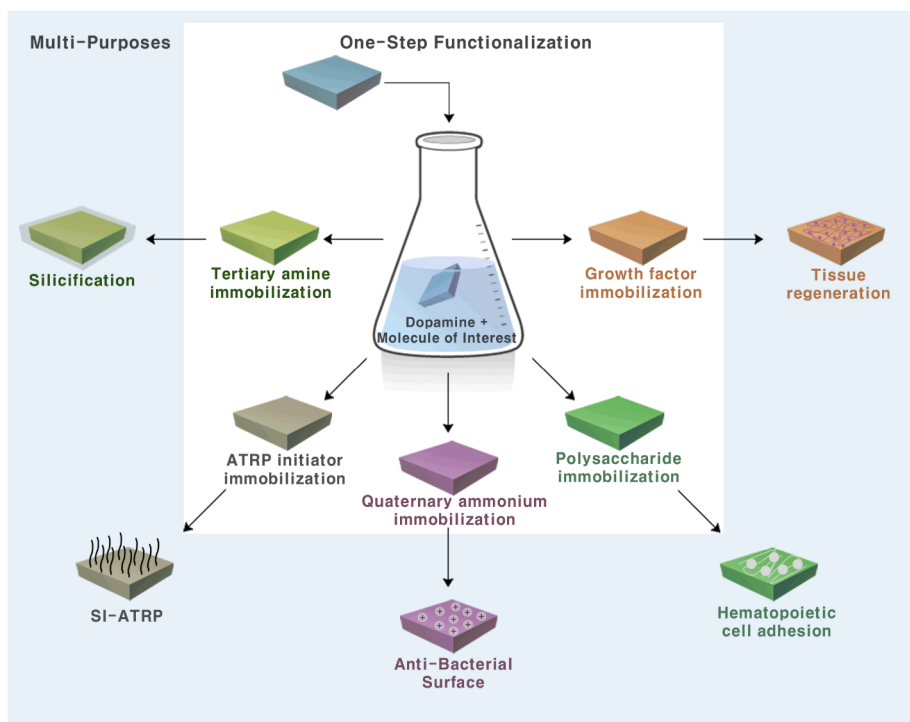 Multi-Purposes
One-Step Functionalization
Silicification
Tertiary amine
immobilization
Dopamine +
Molecule of Interest
Growth factor
immobilization
Tissue
regeneration
ATRP initiator
immobilization
Quaternary ammonium
immobilization
Polysaccharide
immobilization
SI-ATRP
Anti-Bacterial
Surface
Hematopoietic
cell adhesion